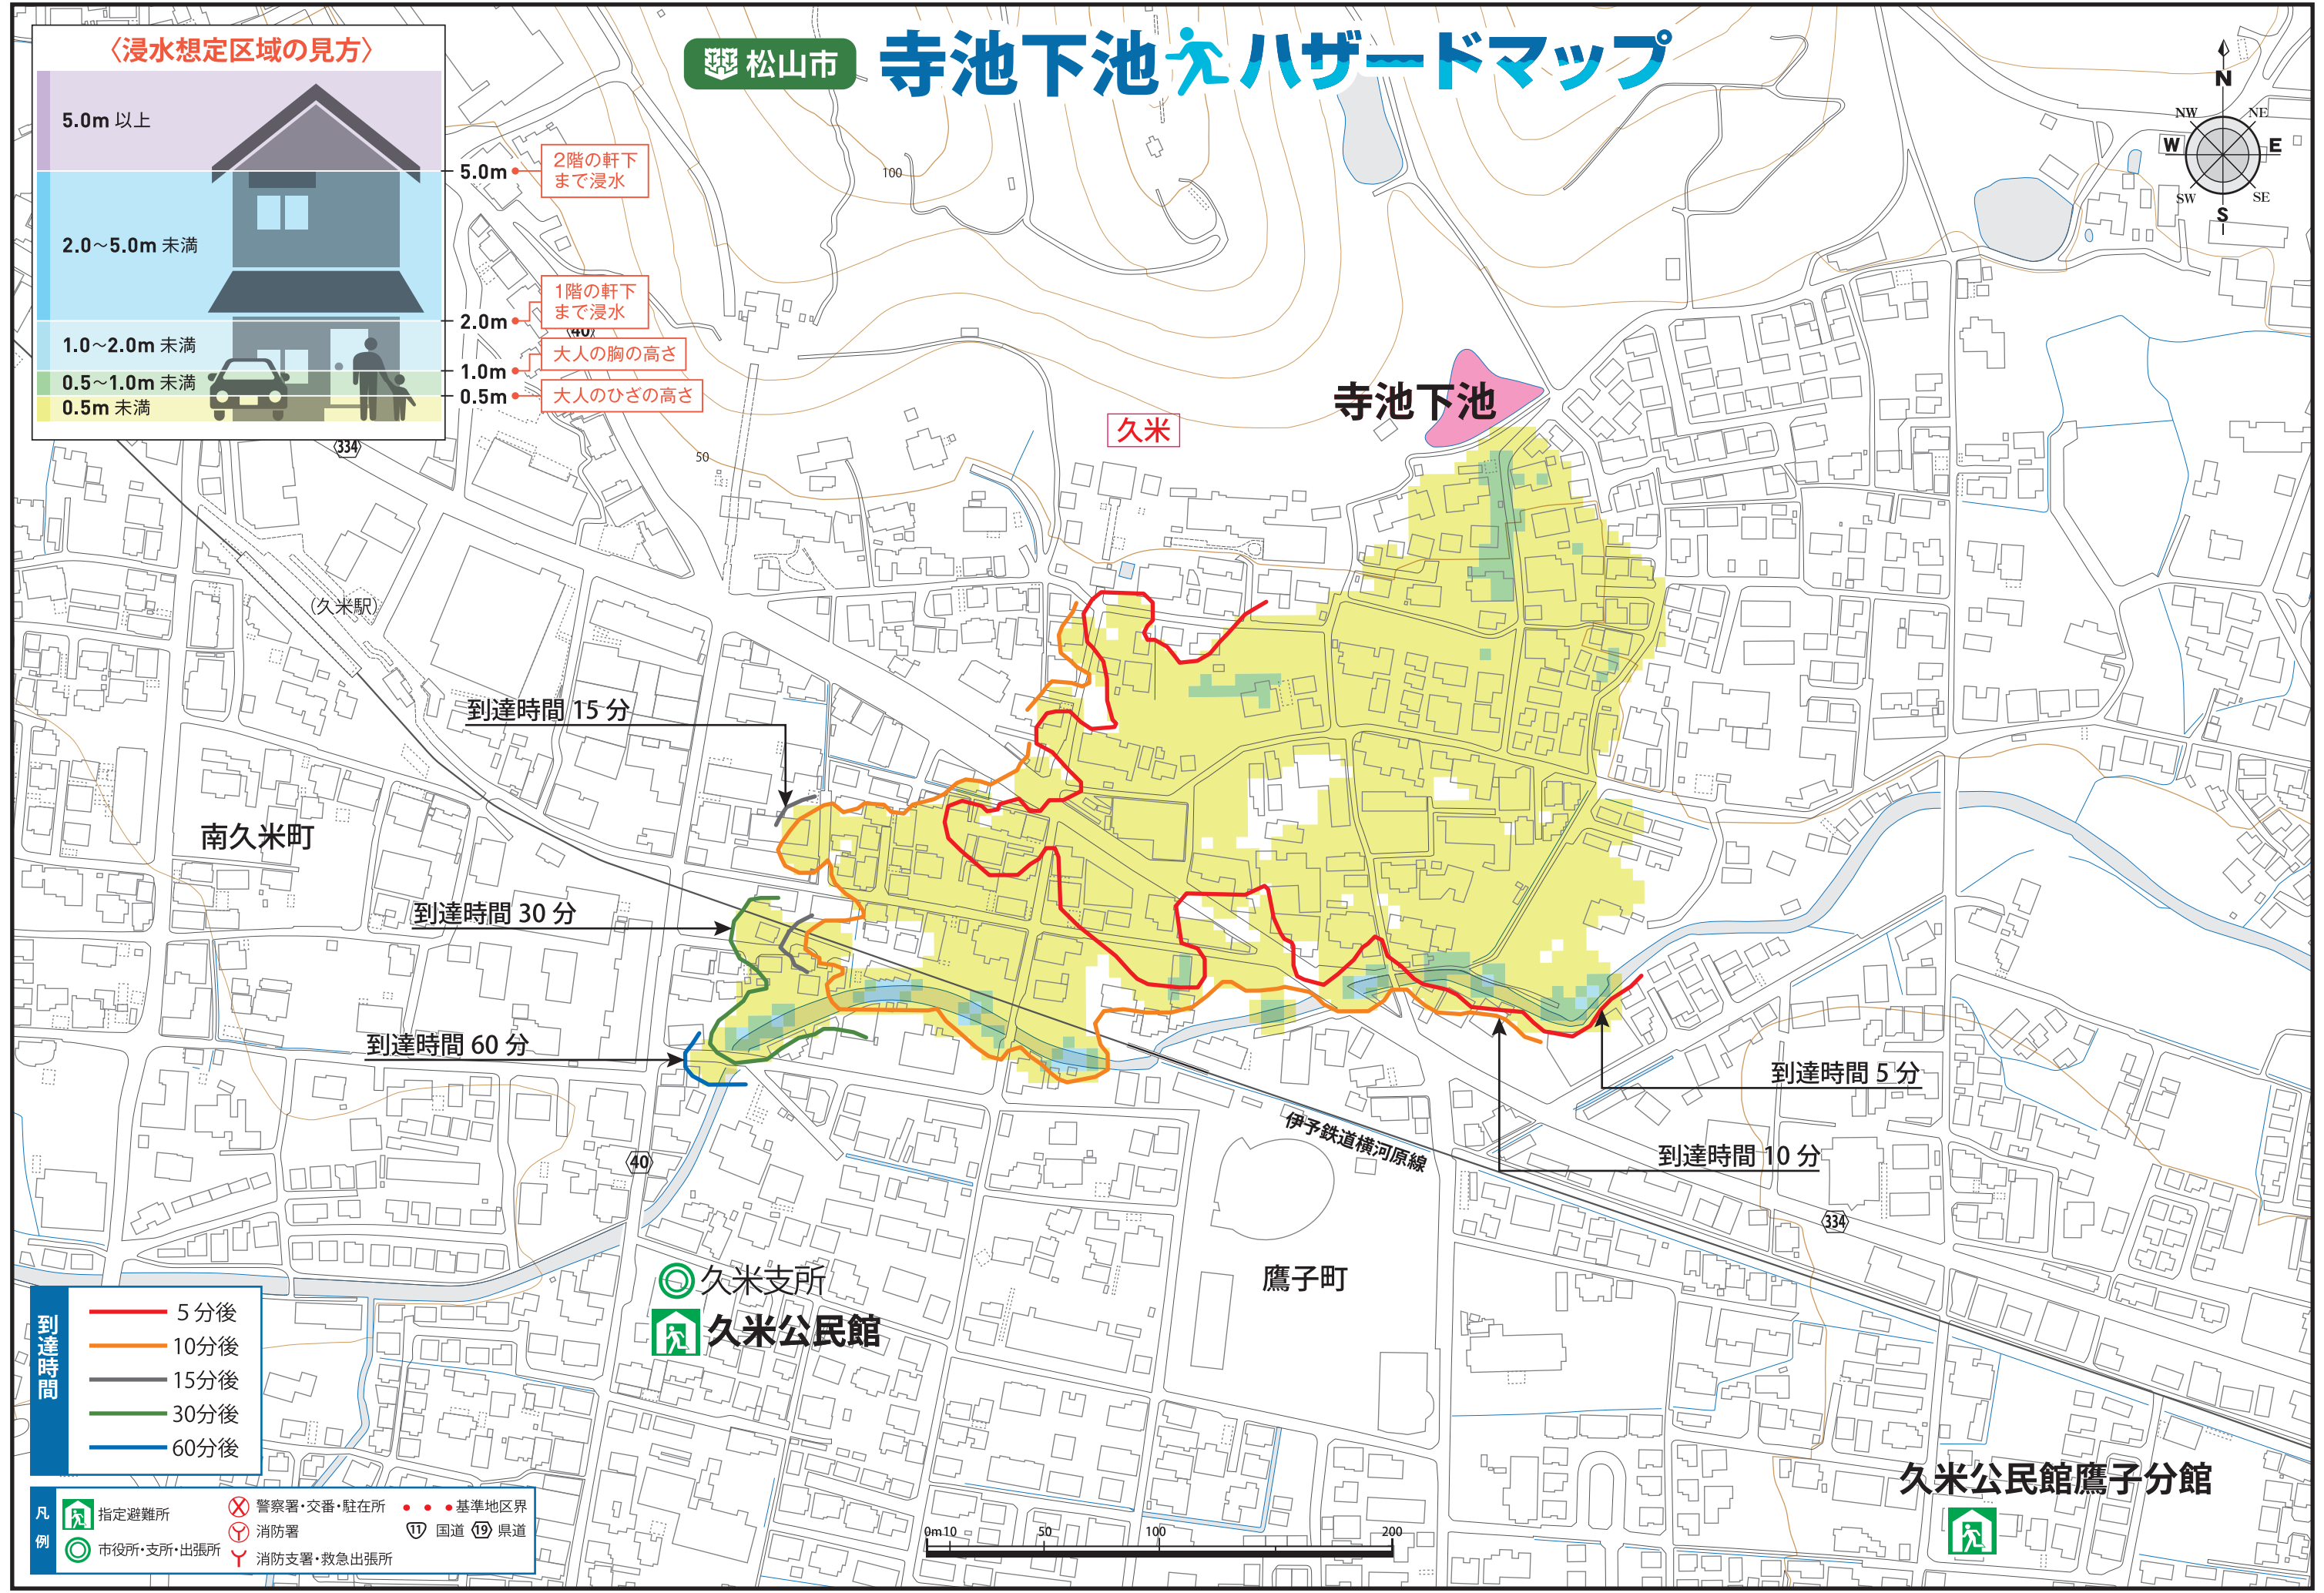 松山市 寺池下池 ハザードマップ
〈浸水想定区域の見方〉
5.0m 以上
2.0～5.0m 未満
1.0～2.0m 未満
0.5～1.0m 未満
0.5m 未満
5.0m
2階の軒下
まで浸水
2.0m
1階の軒下
まで浸水
1.0m
大人の胸の高さ
0.5m
大人のひざの高さ
N
NW
NE
W
E
SW
SE
S
100
40
334
50
久米
寺池下池
(久米駅)
到達時間 15 分
南久米町
到達時間 30 分
到達時間 60 分
到達時間 5 分
到達時間 10 分
伊予鉄道横河原線
40
334
久米支所
久米公民館
鷹子町
久米公民館鷹子分館
到達時間
5 分後
10分後
15分後
30分後
60分後
凡例
指定避難所
市役所・支所・出張所
警察署・交番・駐在所
消防署
消防支署・救急出張所
基準地区界
11 国道 19 県道
0m 10 50 100 200